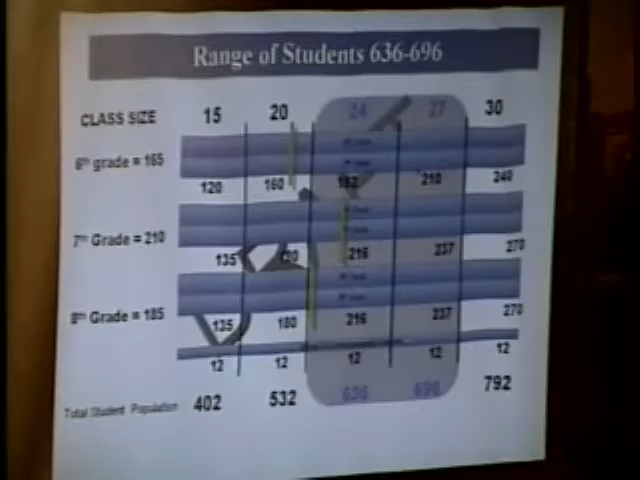 Range of Students 636-696
CLASS SIZE 15 20 24 27 30
6th grade = 165
120 160 210 240
7th Grade = 210
135 216 237 270
8th Grade = 185
135 180 216 237 270
12 12 12 12 12
Total Student Population 402 532 636 696 792